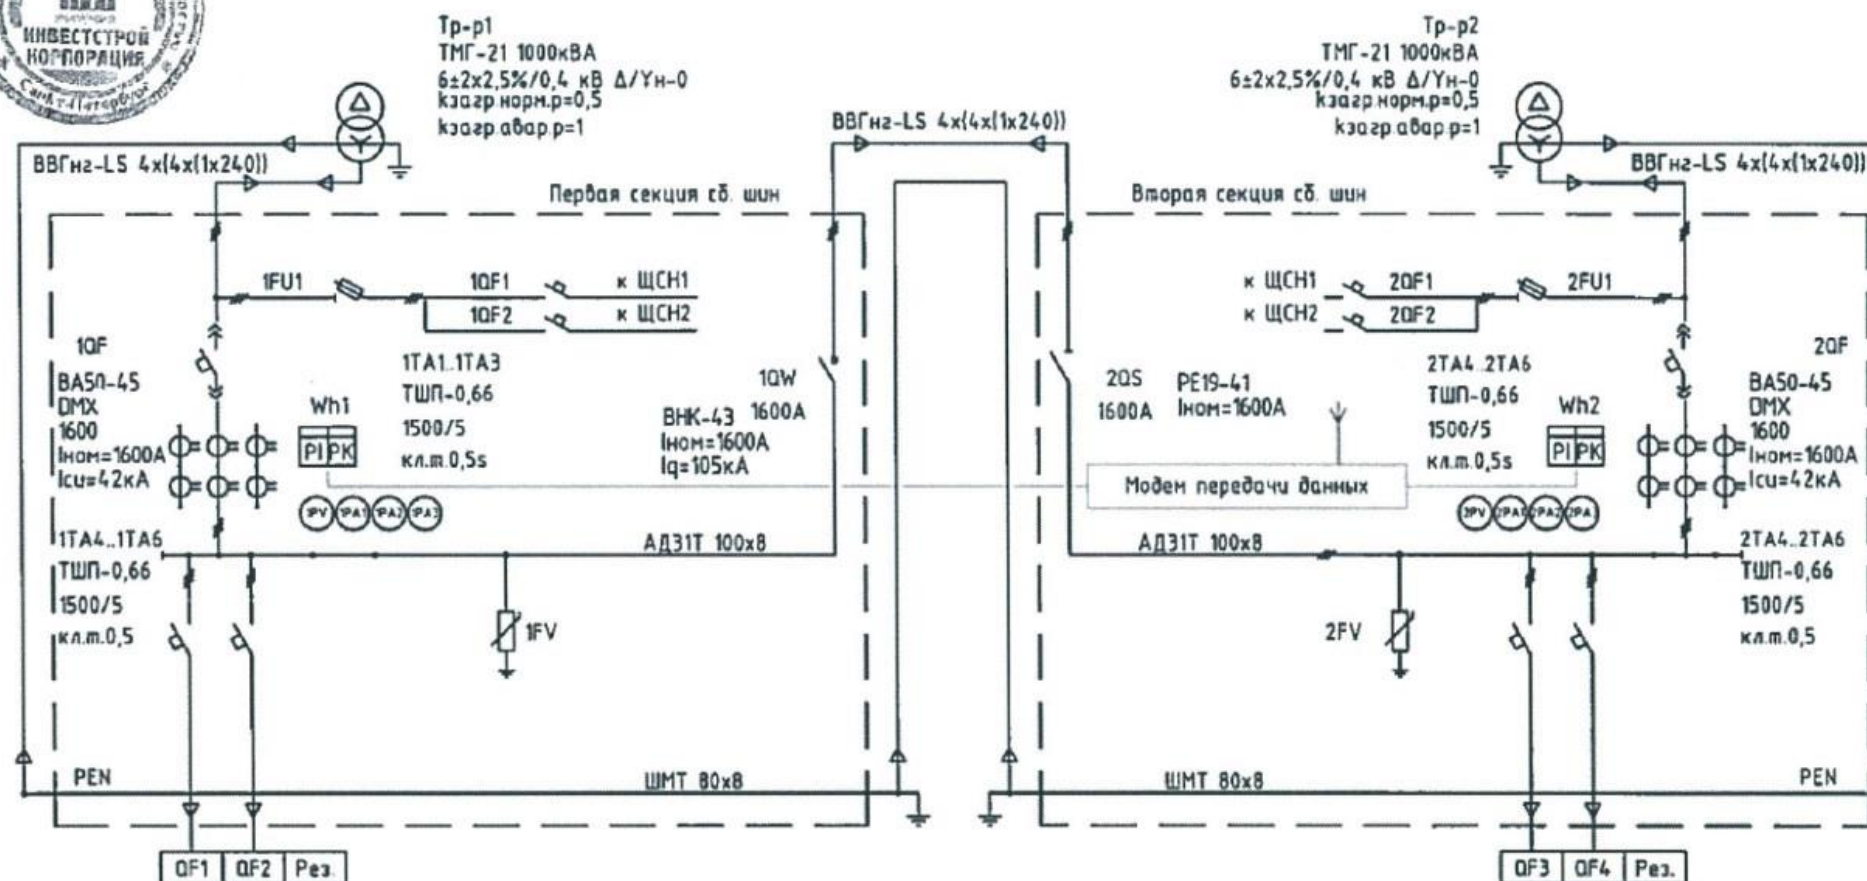 ИНВЕСТСТРОЙ
КОРПОРАЦИЯ
Санкт-Петербург
Тр-р1
ТМГ-21 1000кВА
6±2х2,5%/0,4 кВ Δ/Yн-0
kзагр.норм.р=0,5
kзагр.авар.р=1
Тр-р2
ТМГ-21 1000кВА
6±2х2,5%/0,4 кВ Δ/Yн-0
kзагр.норм.р=0,5
kзагр.авар.р=1
ВВГнг-LS 4х(4х(1х240))
ВВГнг-LS 4х(4х(1х240))
ВВГнг-LS 4х(4х(1х240))
Первая секция сб. шин
Вторая секция сб. шин
1FU1
1QF1
к ЩСН1
1QF2
к ЩСН2
к ЩСН1
2QF1
2FU1
к ЩСН2
2QF2
1QF
ВА50-45
DMX
1600
Iном=1600А
Icu=42кА
Wh1
PI PK
1ТА1..1ТА3
ТШП-0,66
1500/5
кл.т.0,5s
1PV 1PA1 1PA2 1PA3
1QW
1600А
ВНК-43
Iном=1600А
Iq=105кА
2QS
1600А
РЕ19-41
Iном=1600А
Модем передачи данных
2ТА4..2ТА6
ТШП-0,66
1500/5
кл.т.0,5s
Wh2
PI PK
2PV 2PA1 2PA2
2QF
ВА50-45
DMX
1600
Iном=1600А
Icu=42кА
1ТА4..1ТА6
ТШП-0,66
1500/5
кл.т.0,5
АД31Т 100х8
1FV
АД31Т 100х8
2FV
2ТА4..2ТА6
ТШП-0,66
1500/5
кл.т.0,5
PEN
ШМТ 80х8
ШМТ 80х8
PEN
QF1 QF2 Рез.
QF3 QF4 Рез.